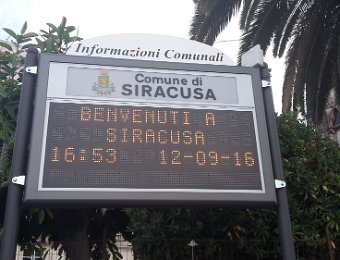 Informazioni Comunali
Comune di
SIRACUSA
BENVENUTI A
SIRACUSA
16:53 12-09-16